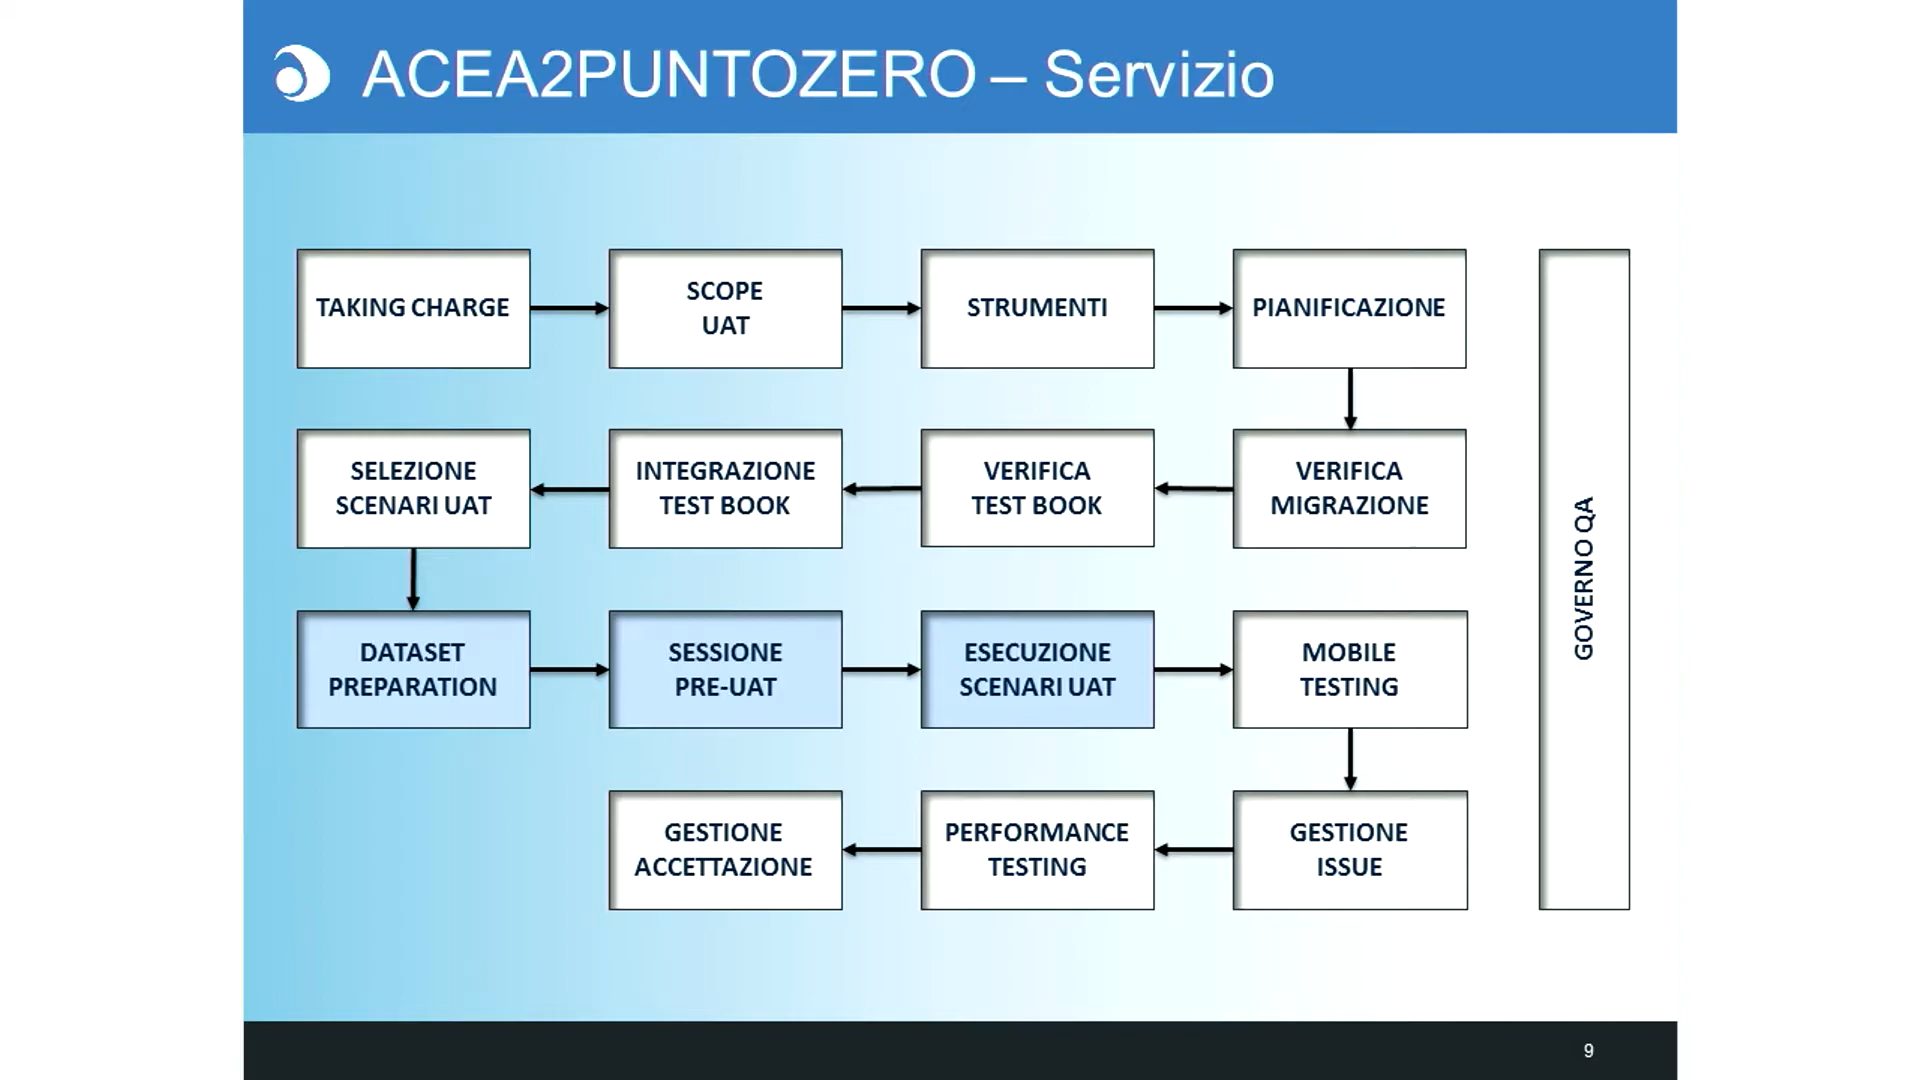 ACEA2PUNTOZERO – Servizio
TAKING CHARGE
SCOPE
UAT
STRUMENTI
PIANIFICAZIONE
SELEZIONE
SCENARI UAT
INTEGRAZIONE
TEST BOOK
VERIFICA
TEST BOOK
VERIFICA
MIGRAZIONE
DATASET
PREPARATION
SESSIONE
PRE-UAT
ESECUZIONE
SCENARI UAT
MOBILE
TESTING
GESTIONE
ACCETTAZIONE
PERFORMANCE
TESTING
GESTIONE
ISSUE
GOVERNO QA
9